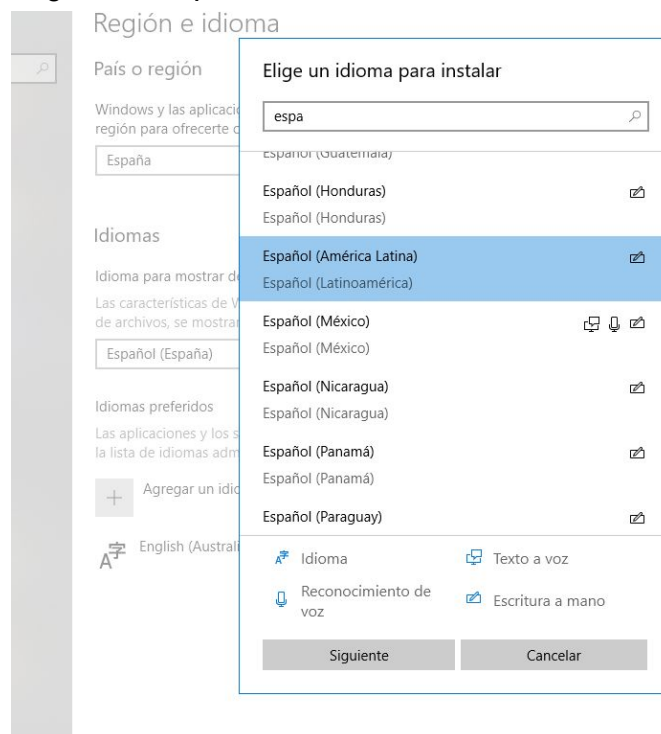 Región e idioma
País o región
Windows y las aplicacio
región para ofrecerte c
España
Idiomas
Idioma para mostrar de
Las características de W
de archivos, se mostrar
Español (España)
Idiomas preferidos
Las aplicaciones y los s
la lista de idiomas adm
Agregar un idio
English (Australi
Elige un idioma para instalar
espa
Español (Guatemala)
Español (Honduras)
Español (Honduras)
Español (América Latina)
Español (Latinoamérica)
Español (México)
Español (México)
Español (Nicaragua)
Español (Nicaragua)
Español (Panamá)
Español (Panamá)
Español (Paraguay)
Idioma
Texto a voz
Reconocimiento de
voz
Escritura a mano
Siguiente
Cancelar